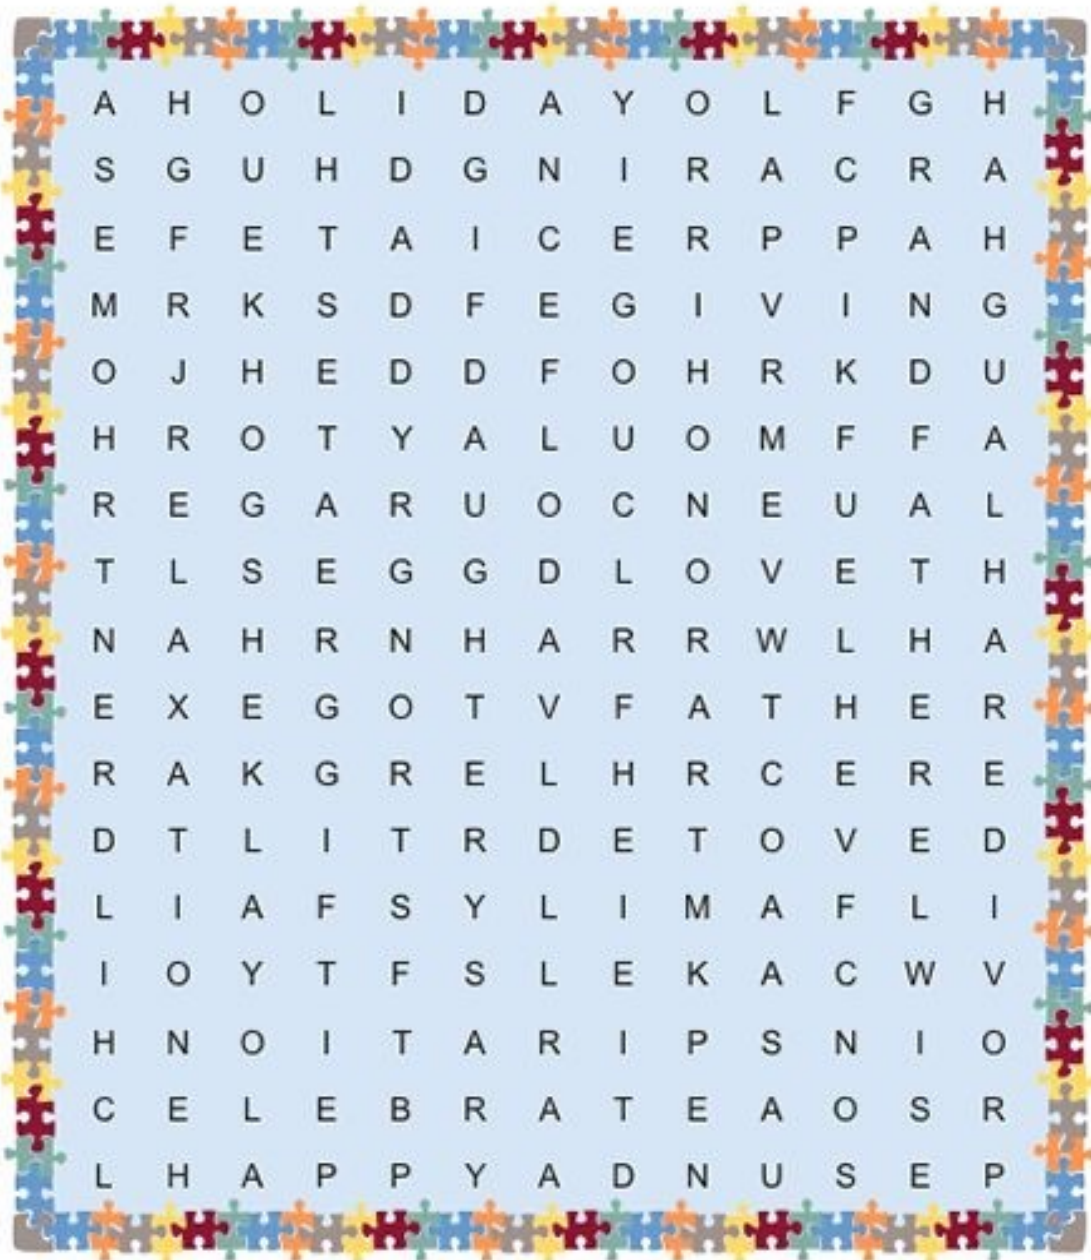 A H O L I D A Y O L F G H
S G U H D G N I R A C R A
E F E T A I C E R P P A H
M R K S D F E G I V I N G
O J H E D D F O H R K D U
H R O T Y A L U O M F F A
R E G A R U O C N E U A L
T L S E G G D L O V E T H
N A H R N H A R R W L H A
E X E G O T V F A T H E R
R A K G R E L H R C E R E
D T L I T R D E T O V E D
L I A F S Y L I M A F L I
I O Y T F S L E K A C W V
H N O I T A R I P S N I O
C E L E B R A T E A O S R
L H A P P Y A D N U S E P